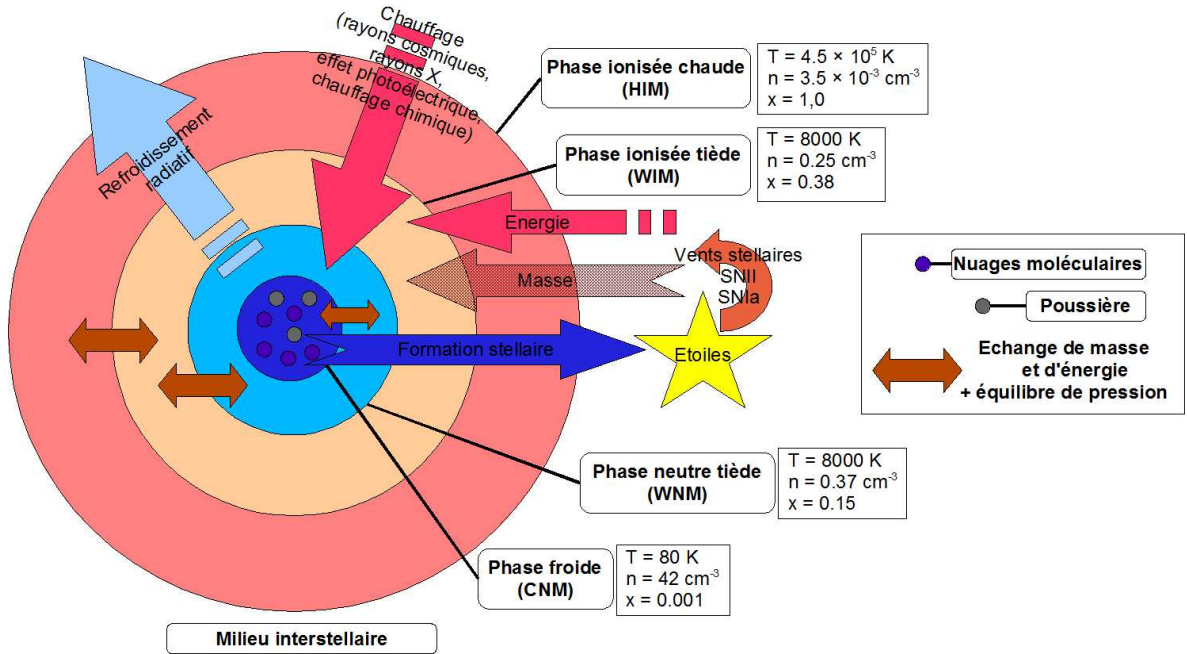 Chauffage
(rayons cosmiques,
rayons X,
effet photoélectrique,
chauffage chimique)
Refroidissement
radiatif
Phase ionisée chaude
(HIM)
T = 4.5 × 10⁵ K
n = 3.5 × 10⁻³ cm⁻³
x = 1,0
Phase ionisée tiède
(WIM)
T = 8000 K
n = 0.25 cm⁻³
x = 0.38
Energie
Masse
Vents stellaires
SNII
SNIa
Formation stellaire
Etoiles
Nuages moléculaires
Poussière
Echange de masse
et d'énergie
+ équilibre de pression
Phase neutre tiède
(WNM)
T = 8000 K
n = 0.37 cm⁻³
x = 0.15
Phase froide
(CNM)
T = 80 K
n = 42 cm⁻³
x = 0.001
Milieu interstellaire